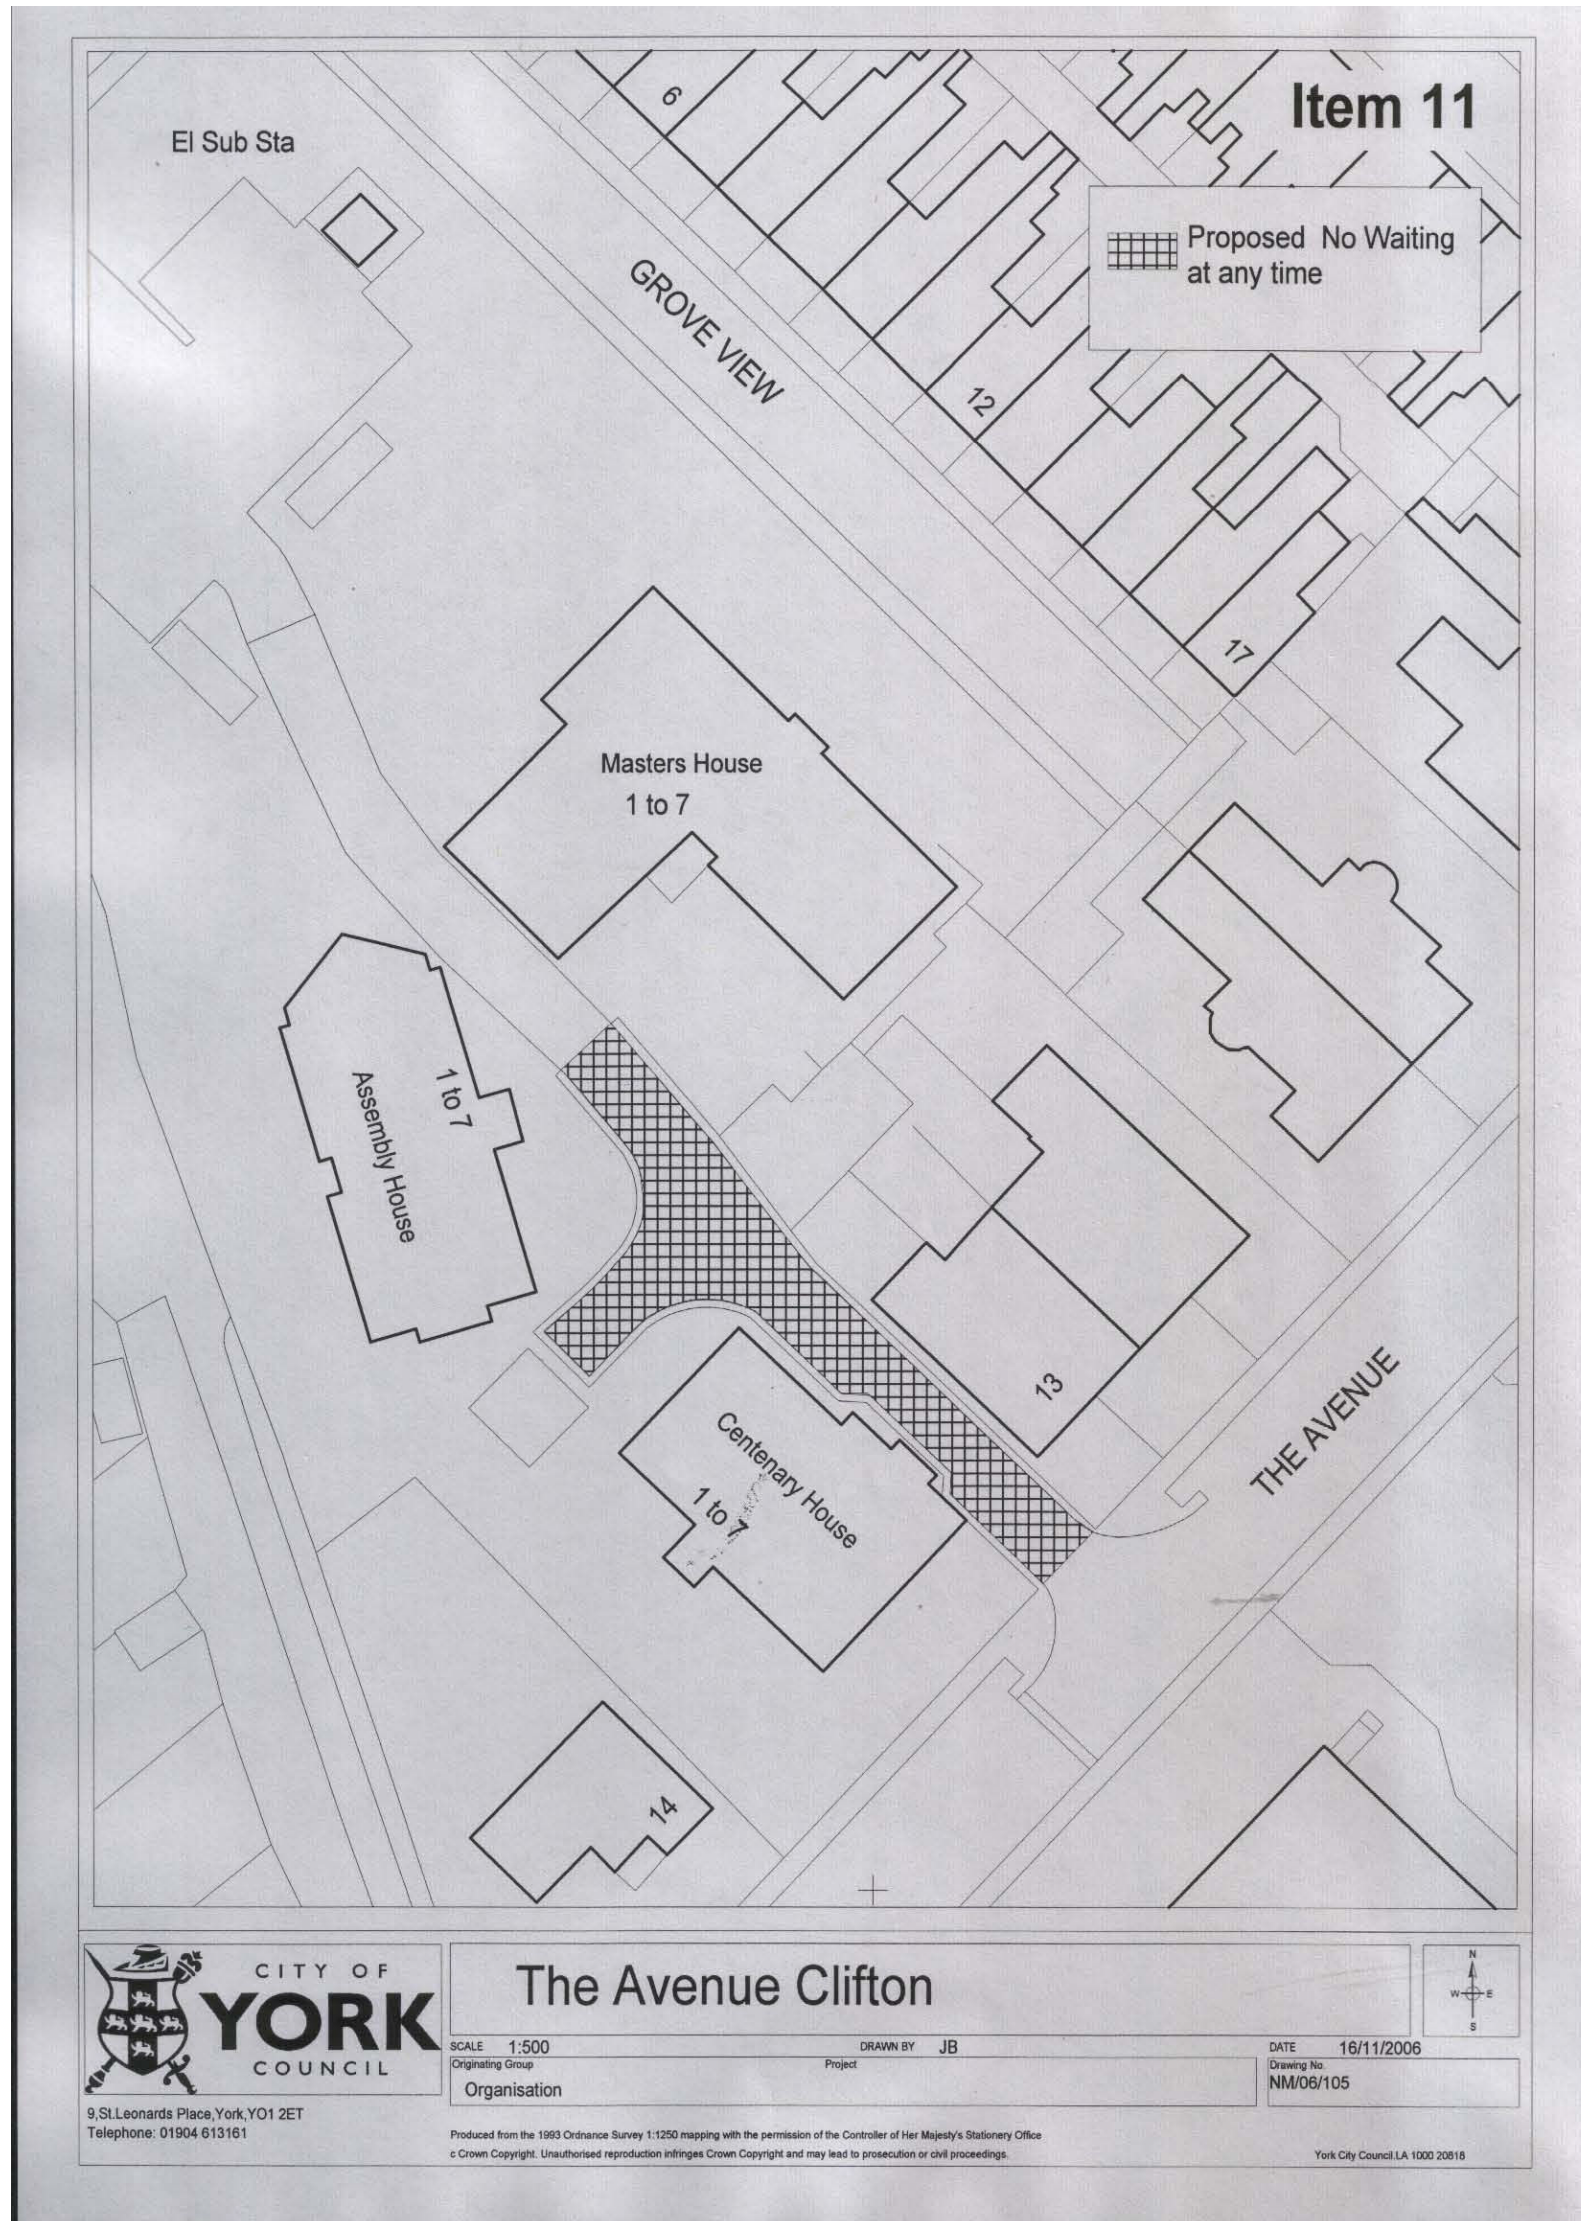 Item 11
El Sub Sta
6
Proposed No Waiting
at any time
GROVE VIEW
12
17
Masters House
1 to 7
1 to 7
Assembly House
13
THE AVENUE
Centenary House
1 to 7
14
CITY OF
YORK
COUNCIL
The Avenue Clifton
N
W E
S
SCALE 1:500
DRAWN BY JB
DATE 16/11/2006
Originating Group
Project
Drawing No.
Organisation
NM/06/105
9,St.Leonards Place,York,YO1 2ET
Telephone: 01904 613161
Produced from the 1993 Ordnance Survey 1:1250 mapping with the permission of the Controller of Her Majesty's Stationery Office
c Crown Copyright. Unauthorised reproduction infringes Crown Copyright and may lead to prosecution or civil proceedings.
York City Council.LA 1000 20818